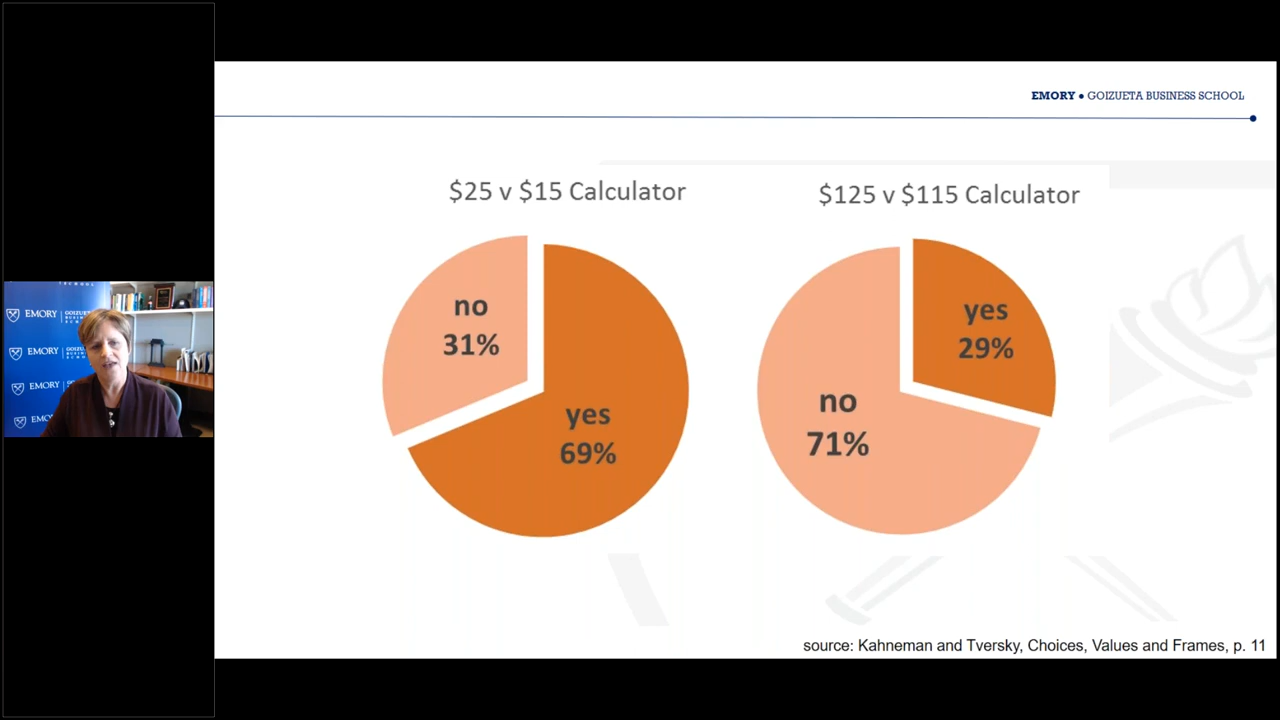 EMORY • GOIZUETA BUSINESS SCHOOL
$25 v $15 Calculator
$125 v $115 Calculator
no
31%
yes
69%
yes
29%
no
71%
source: Kahneman and Tversky, Choices, Values and Frames, p. 11
EMORY
EMORY
EMORY
EMO